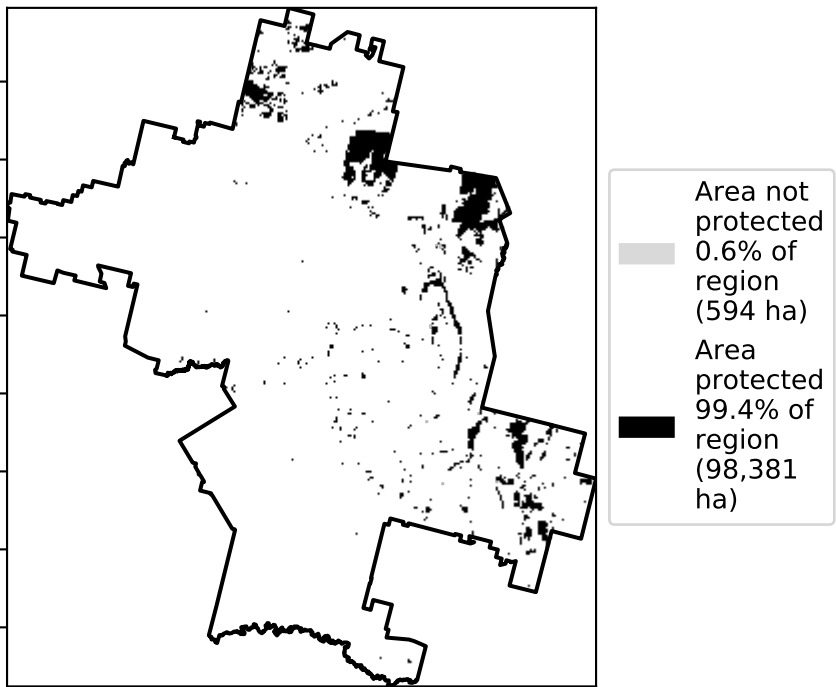 Area not
protected
0.6% of
region
(594 ha)
Area
protected
99.4% of
region
(98,381
ha)